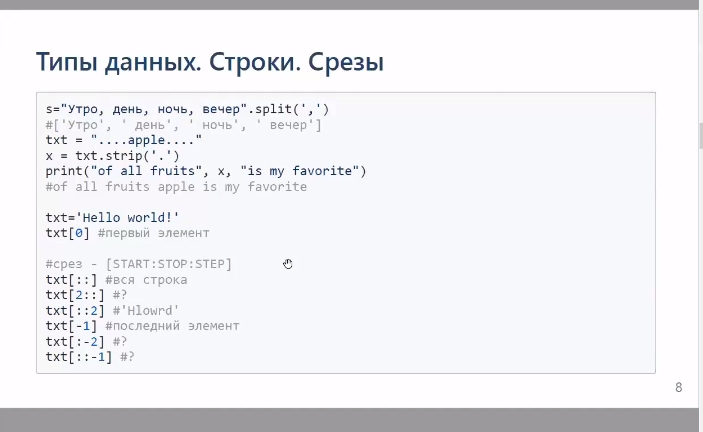 Типы данных. Строки. Срезы
s="Утро, день, ночь, вечер".split(',')
#['Утро', ' день', ' ночь', ' вечер']
txt = "....apple...."
x = txt.strip('.')
print("of all fruits", x, "is my favorite")
#of all fruits apple is my favorite
txt='Hello world!'
txt[0] #первый элемент
#срез - [START:STOP:STEP]
txt[::] #вся строка
txt[2::] #?
txt[::2] #'Hlowrd'
txt[-1] #последний элемент
txt[:-2] #?
txt[::-1] #?
8